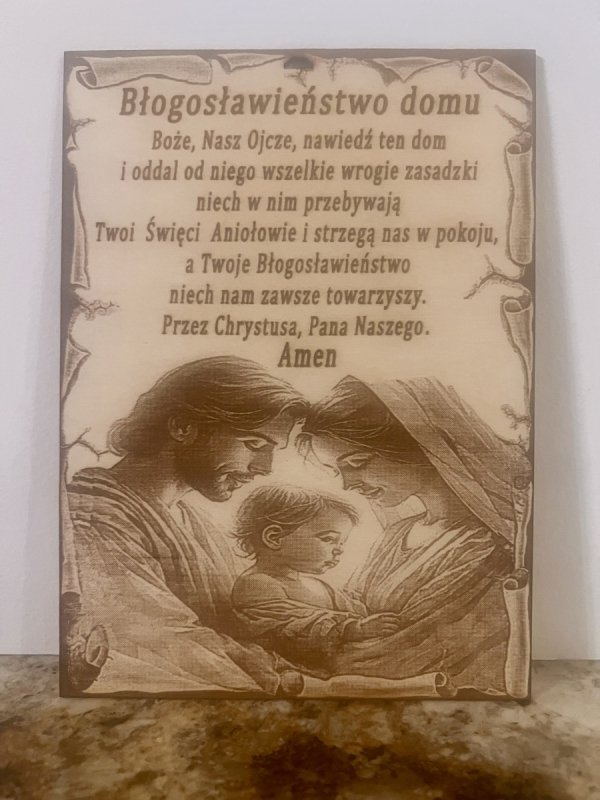 Błogosławieństwo domu
Boże, Nasz Ojcze, nawiedź ten dom
i oddal od niego wszelkie wrogie zasadzki
niech w nim przebywają
Twoi Święci Aniołowie i strzegą nas w pokoju,
a Twoje Błogosławieństwo
niech nam zawsze towarzyszy.
Przez Chrystusa, Pana Naszego.
Amen